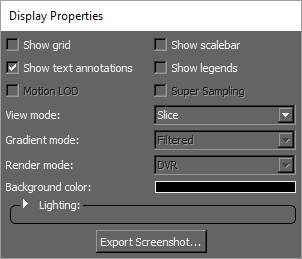 Display Properties
Show grid
Show scalebar
Show text annotations
Show legends
Motion LOD
Super Sampling
View mode: Slice
Gradient mode: Filtered
Render mode: DVR
Background color:
Lighting:
Export Screenshot...